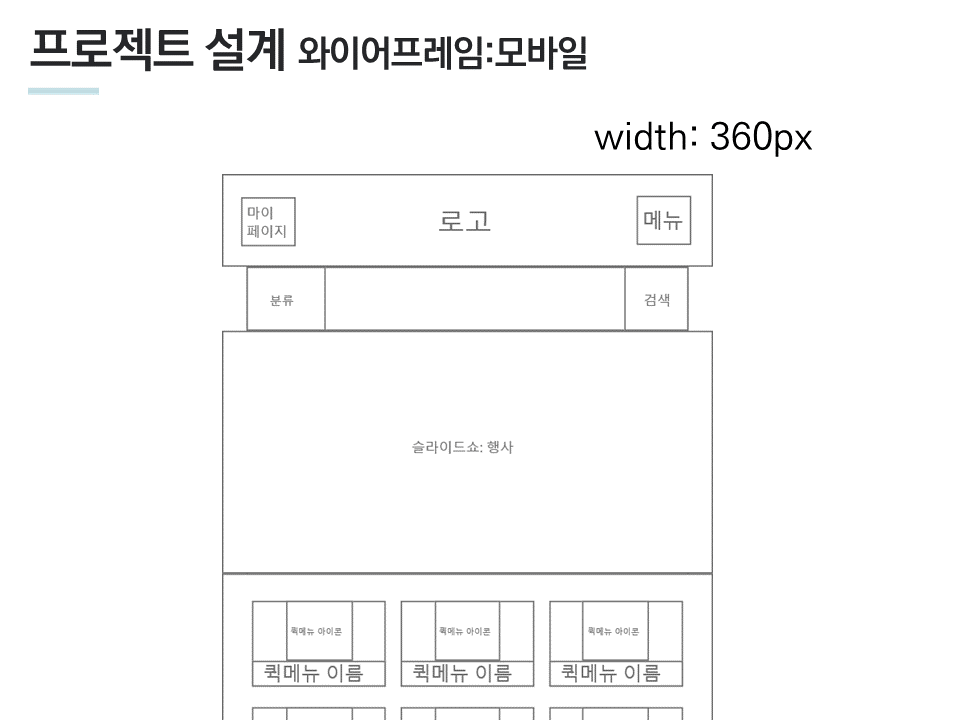 프로젝트 설계 와이어프레임:모바일
width: 360px
마이
페이지
로고
메뉴
분류
검색
슬라이드쇼: 행사
퀵메뉴 아이콘
퀵메뉴 아이콘
퀵메뉴 아이콘
퀵메뉴 이름
퀵메뉴 이름
퀵메뉴 이름